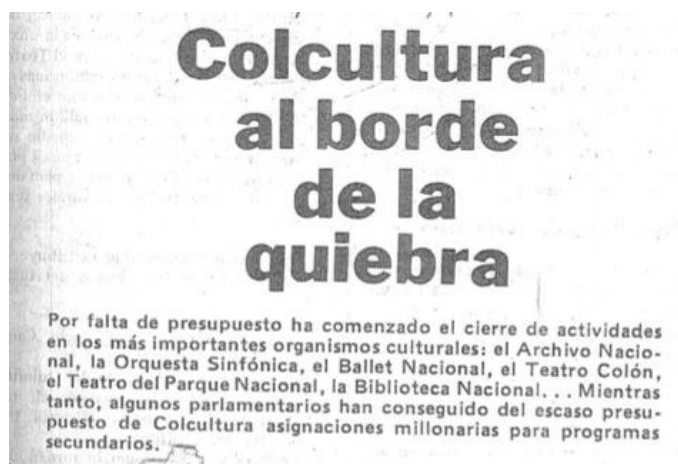 Colcultura
al borde
de la
quiebra
Por falta de presupuesto ha comenzado el cierre de actividades
en los más importantes organismos culturales: el Archivo Nacio-
nal, la Orquesta Sinfónica, el Ballet Nacional, el Teatro Colón,
el Teatro del Parque Nacional, la Biblioteca Nacional. . . Mientras
tanto, algunos parlamentarios han conseguido del escaso presu-
puesto de Colcultura asignaciones millonarias para programas
secundarios.